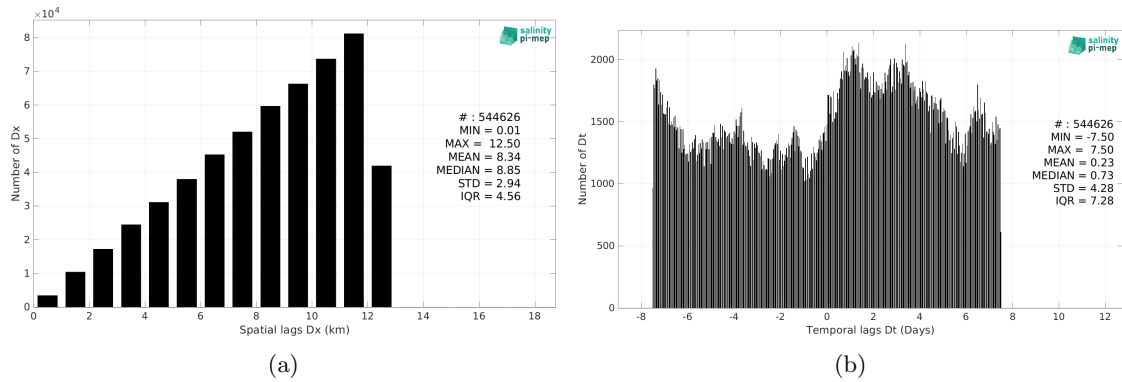 ×10⁴
8
7
6
5
4
3
2
1
0
Number of Dx
salinity
pi-mep
# : 544626
MIN = 0.01
MAX = 12.50
MEAN = 8.34
MEDIAN = 8.85
STD = 2.94
IQR = 4.56
0 2 4 6 8 10 12 14 16 18
Spatial lags Dx (km)
(a)
2000
1500
1000
500
0
Number of Dt
salinity
pi-mep
# : 544626
MIN = -7.50
MAX = 7.50
MEAN = 0.23
MEDIAN = 0.73
STD = 4.28
IQR = 7.28
-8 -6 -4 -2 0 2 4 6 8 10 12
Temporal lags Dt (Days)
(b)